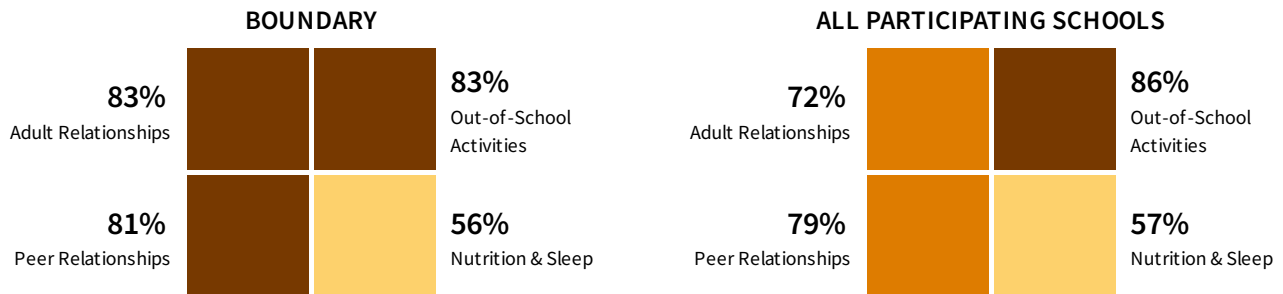 BOUNDARY
83%
Adult Relationships
83%
Out-of-School
Activities
81%
Peer Relationships
56%
Nutrition & Sleep
ALL PARTICIPATING SCHOOLS
72%
Adult Relationships
86%
Out-of-School
Activities
79%
Peer Relationships
57%
Nutrition & Sleep